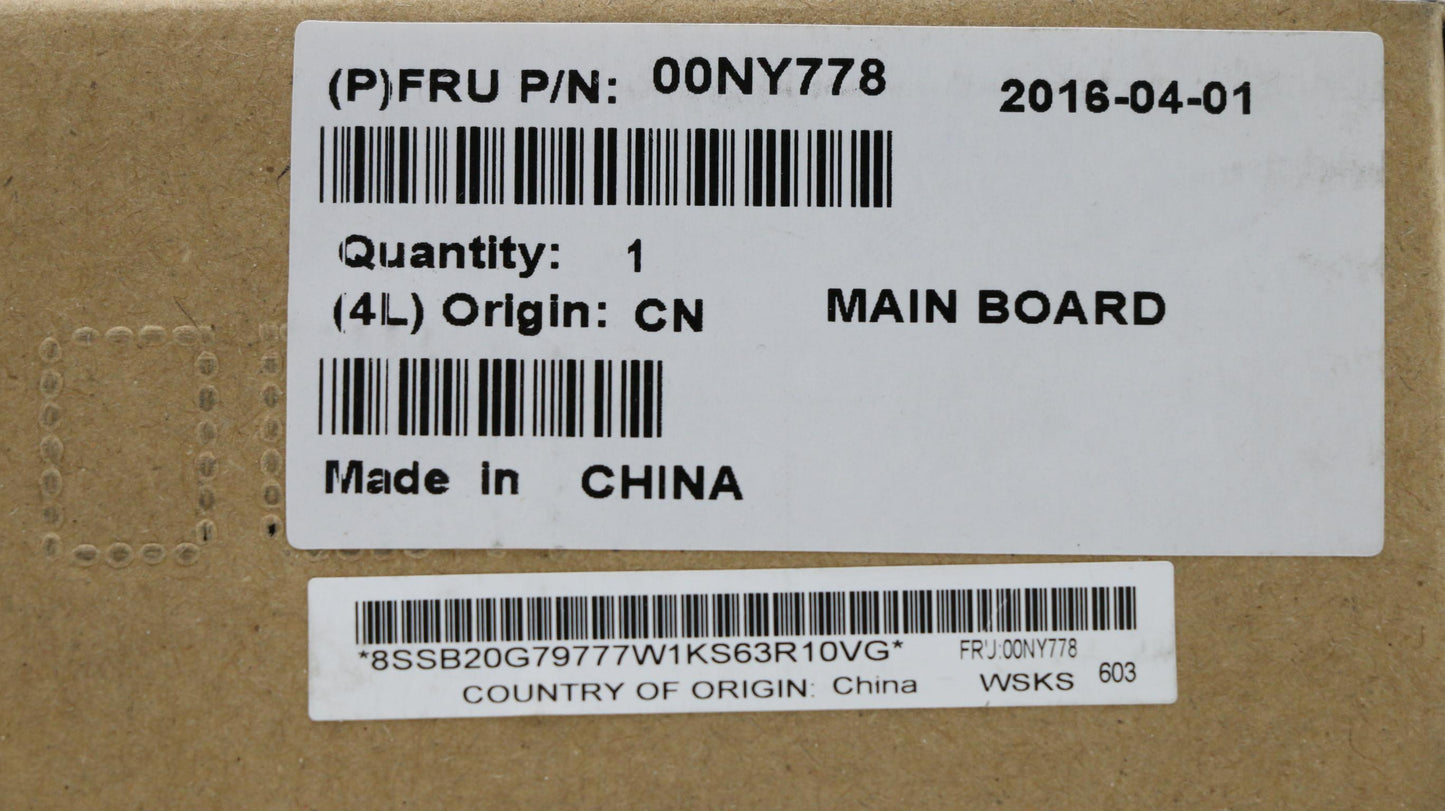 (P)FRU P/N: 00NY778 2016-04-01
Quantity: 1
(4L) Origin: CN MAIN BOARD
Made in CHINA
*8SSB20G79777W1KS63R10VG* FRU:00NY778
COUNTRY OF ORIGIN: China WSKS 603